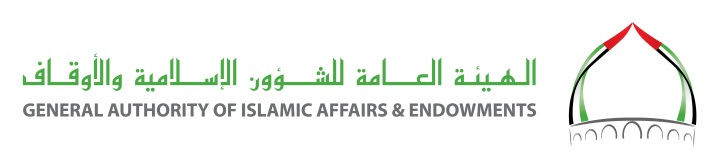 الهيئة العامة للشؤون الإسلامية والأوقاف
GENERAL AUTHORITY OF ISLAMIC AFFAIRS & ENDOWMENTS